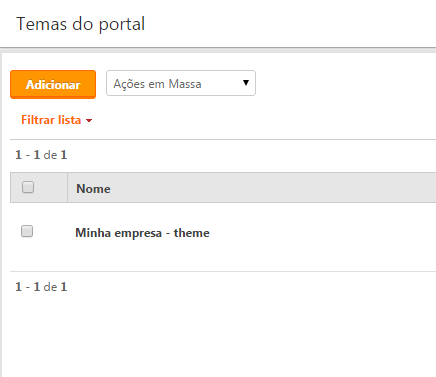 Temas do portal
Adicionar
Ações em Massa
Filtrar lista
1 - 1 de 1
Nome
Minha empresa - theme
1 - 1 de 1